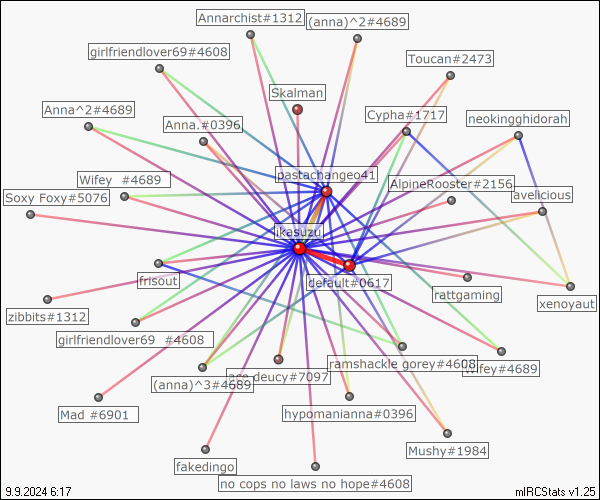 Annarchist#1312
(anna)^2#4689
girlfriendlover69#4608
Toucan#2473
Skalman
Anna^2#4689
Cypha#1717
neokingghidorah
Anna.#0396
pastachangeo41
Wifey  #4689
AlpineRooster#2156
Soxy Foxy#5076
avelicious
ikasuzu
frisout
default#0617
rattgaming
xenoyaut
zibbits#1312
girlfriendlover69  #4608
ramshackle gorey#4608
Wifey#4689
deucy#7097
(anna)^3#4689
Mad #6901
hypomanianna#0396
Mushy#1984
fakedingo
no cops no laws no hope#4608
9.9.2024 6:17
mIRCStats v1.25